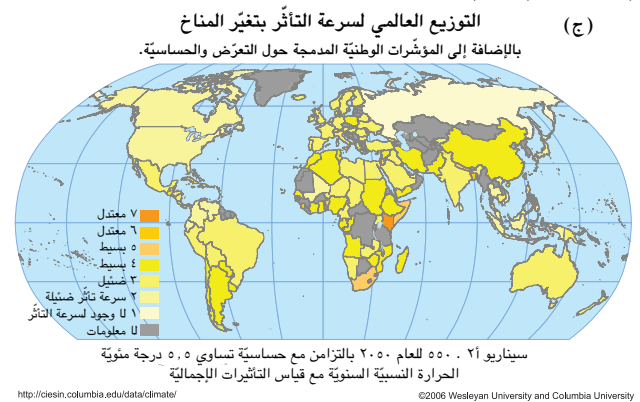 (ج) التوزيع العالمي لسرعة التأثّر بتغيّر المناخ
بالإضافة إلى المؤشّرات الوطنيّة المدمجة حول التعرّض والحساسيّة.
٧ معتدل
٦ معتدل
٥ بسيط
٤ بسيط
٣ ضئيل
٢ سرعة تأثّر ضئيلة
١ لا وجود لسرعة التأثّر
لا معلومات
سيناريو أ٢ . ٥٥٠ للعام ٢٠٥٠ بالتزامن مع حساسيّة تساوي ٥,٥ درجة مئويّة
الحرارة النسبيّة السنويّة مع قياس التأثيرات الإجماليّة
http://ciesin.columbia.edu/data/climate/
©2006 Wesleyan University and Columbia University